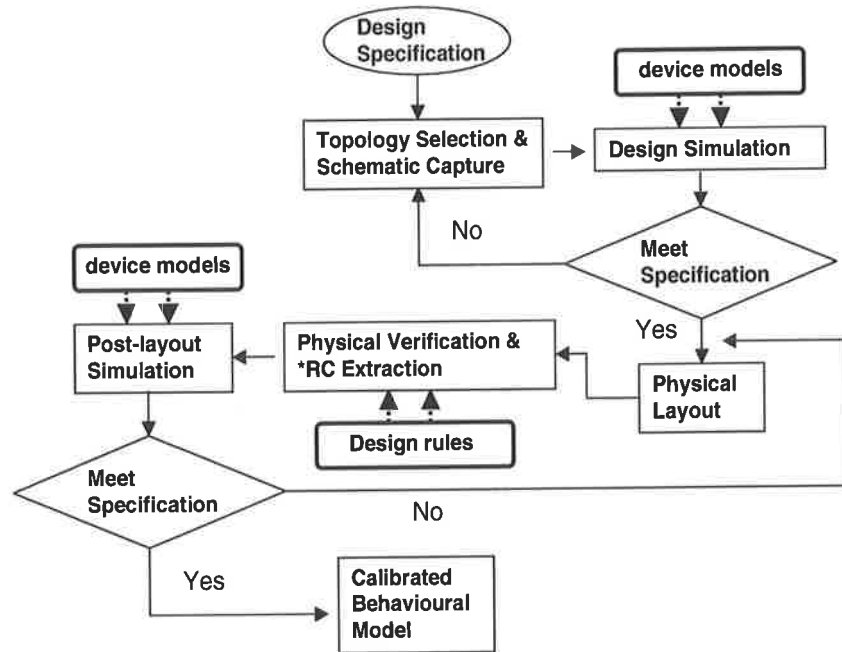 Design
Specification
device models
Topology Selection &
Schematic Capture
Design Simulation
No
Meet
Specification
device models
Yes
Post-layout
Simulation
Physical Verification &
*RC Extraction
Physical
Layout
Design rules
Meet
Specification
No
Yes
Calibrated
Behavioural
Model